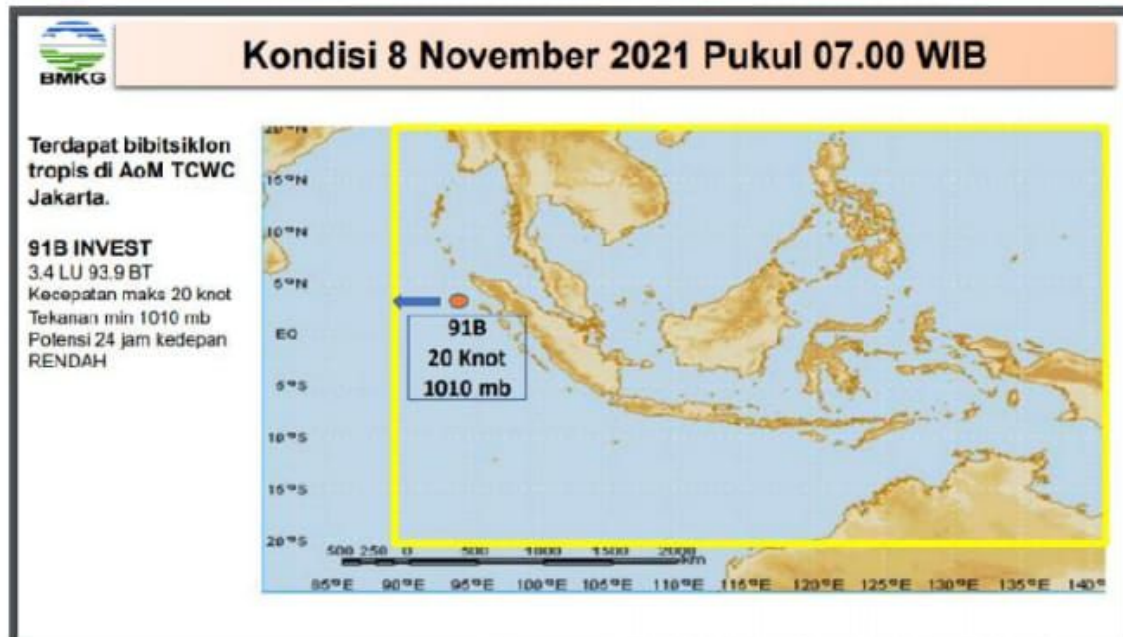 BMKG
Kondisi 8 November 2021 Pukul 07.00 WIB
Terdapat bibitsiklon
tropis di AoM TCWC
Jakarta.
91B INVEST
3.4 LU 93.9 BT
Kecepatan maks 20 knot
Tekanan min 1010 mb
Potensi 24 jam kedepan
RENDAH
20°N
15°N
10°N
5°N
EQ
5°S
10°S
15°S
20°S
91B
20 Knot
1010 mb
500 250 0 500 1000 1500 2000 km
85°E 90°E 95°E 100°E 105°E 110°E 115°E 120°E 125°E 130°E 135°E 140°